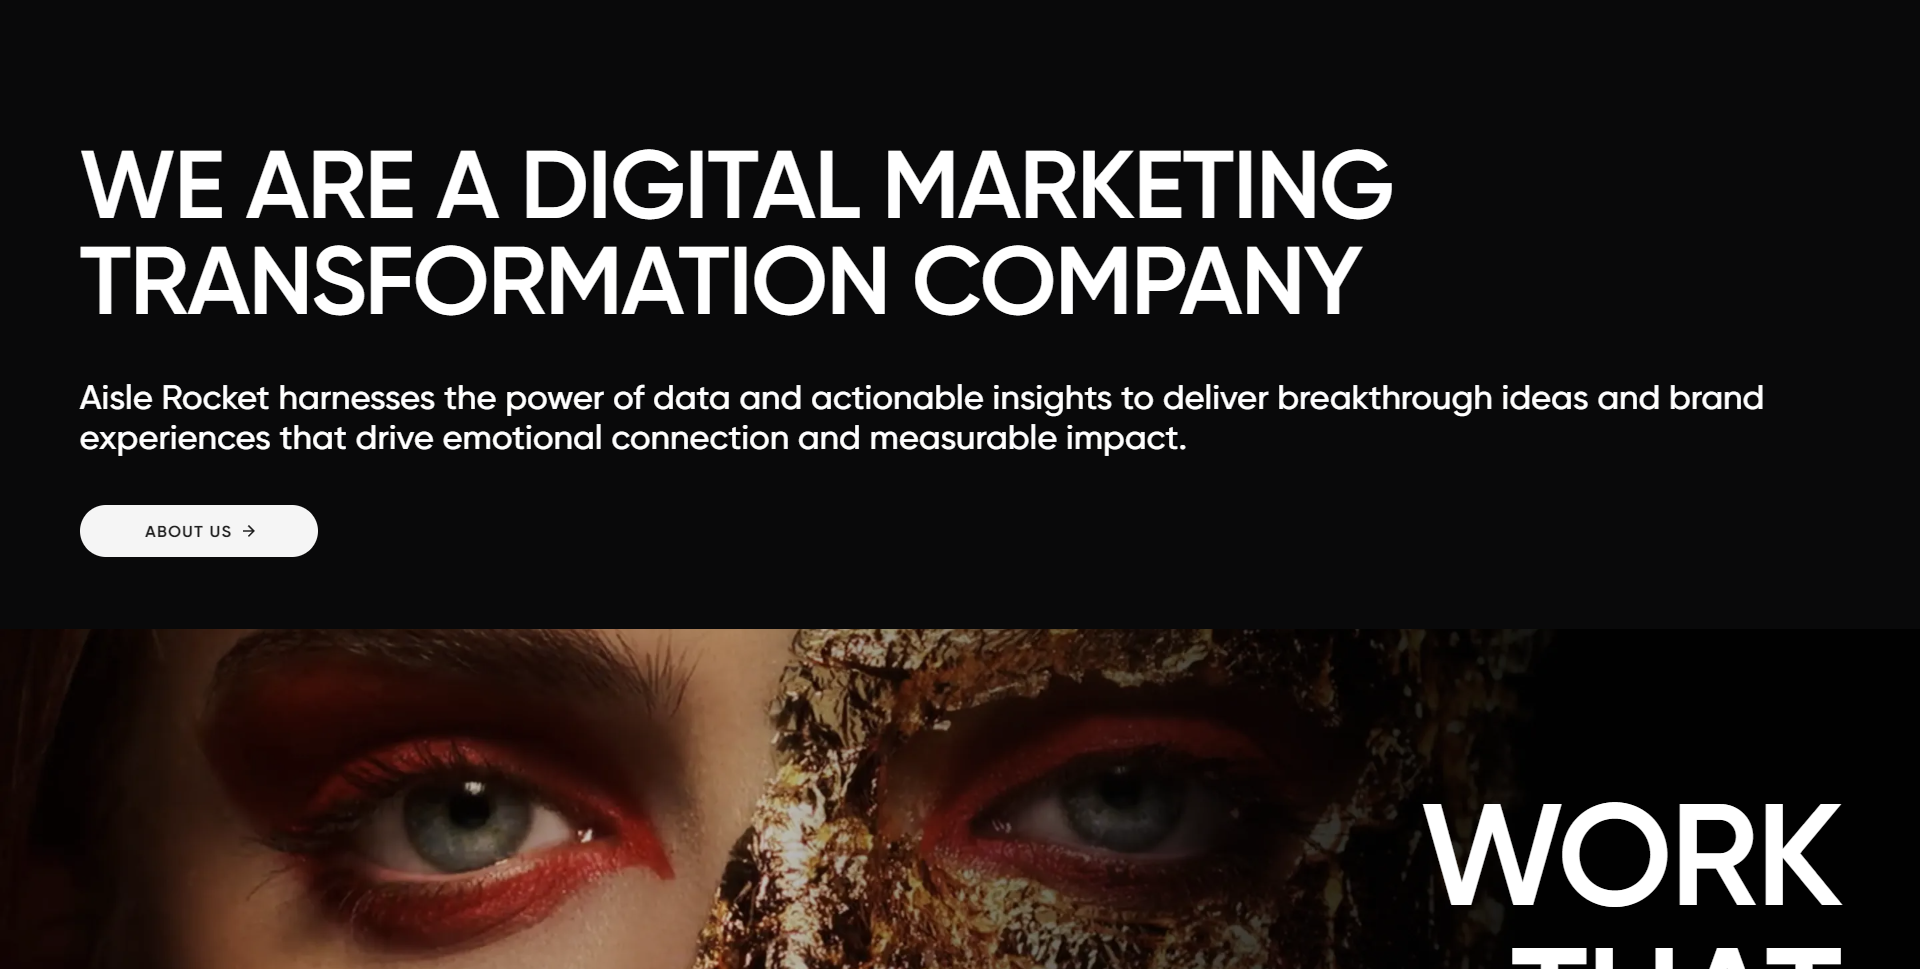 WE ARE A DIGITAL MARKETING
TRANSFORMATION COMPANY
Aisle Rocket harnesses the power of data and actionable insights to deliver breakthrough ideas and brand
experiences that drive emotional connection and measurable impact.
ABOUT US →
WORK
THAT